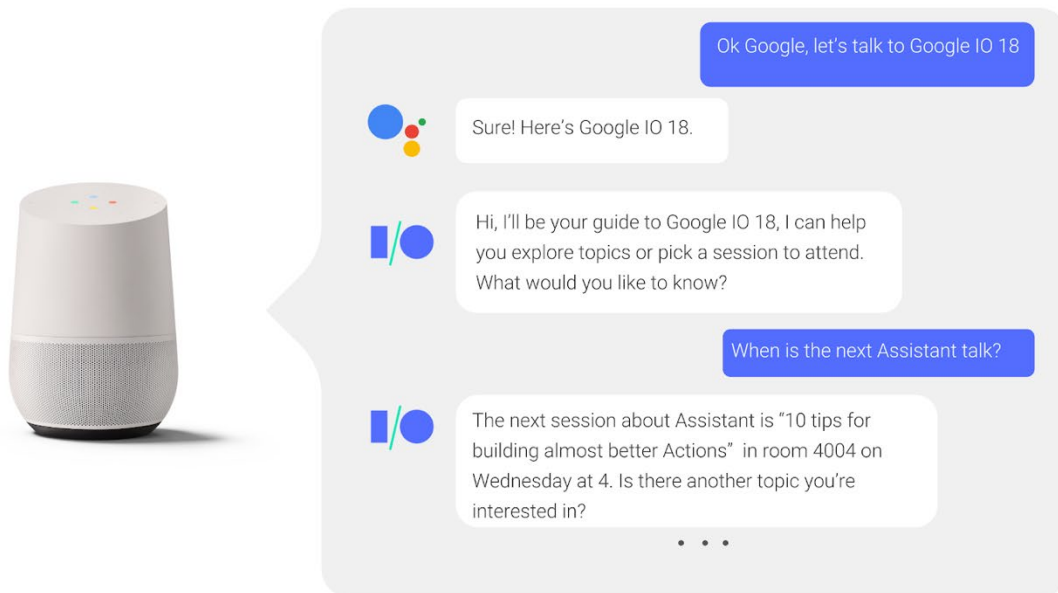 Ok Google, let's talk to Google IO 18
Sure! Here's Google IO 18.
I/O
Hi, I'll be your guide to Google IO 18, I can help
you explore topics or pick a session to attend.
What would you like to know?
When is the next Assistant talk?
I/O
The next session about Assistant is "10 tips for
building almost better Actions"  in room 4004 on
Wednesday at 4. Is there another topic you're
interested in?